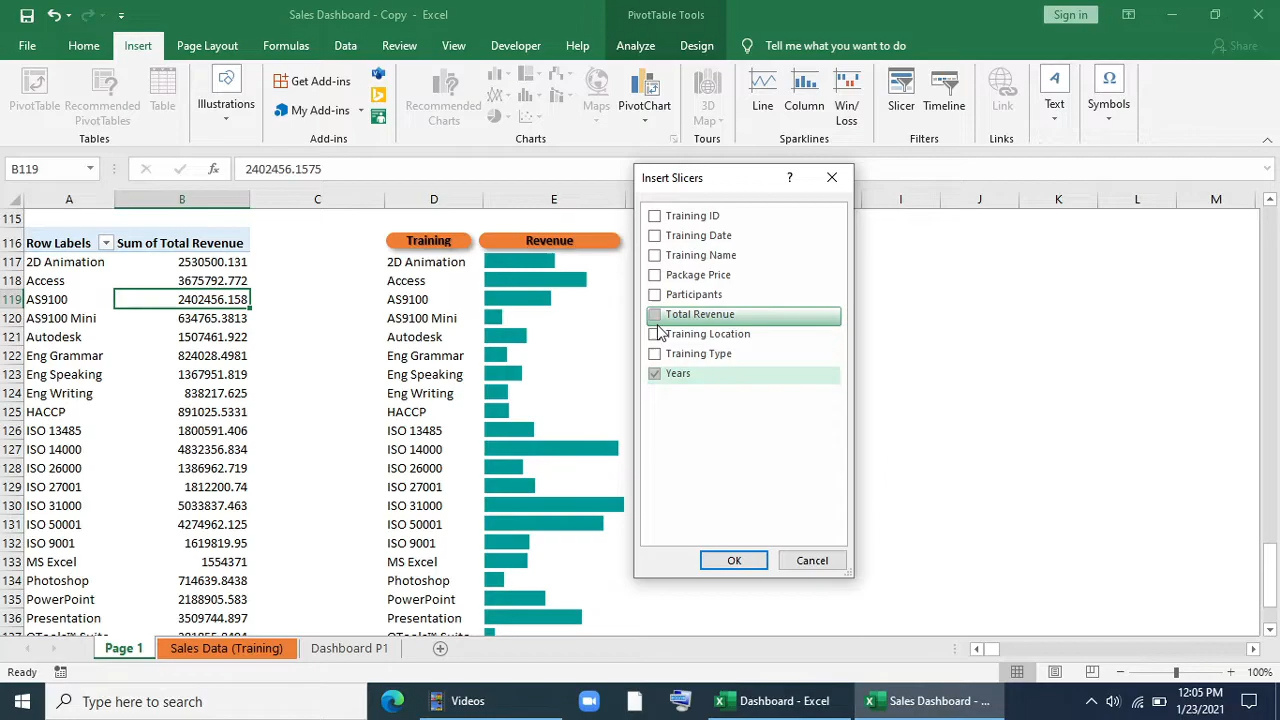 Sales Dashboard - Copy - Excel
PivotTable Tools
Sign in
File Home Insert Page Layout Formulas Data Review View Developer Help Analyze Design Tell me what you want to do Share
PivotTable Recommended PivotTables Table
Tables
Illustrations
Get Add-ins
My Add-ins
Add-ins
Recommended Charts
Maps
PivotChart
Charts
3D Map
Tours
Line Column Win/Loss
Sparklines
Slicer Timeline
Filters
Link
Links
Text
Symbols
B119 fx 2402456.1575
A B C D E I J K L M
115
116 Row Labels Sum of Total Revenue Training Revenue
117 2D Animation 2530500.131 2D Animation
118 Access 3675792.772 Access
119 AS9100 2402456.158 AS9100
120 AS9100 Mini 634765.3813 AS9100 Mini
121 Autodesk 1507461.922 Autodesk
122 Eng Grammar 824028.4981 Eng Grammar
123 Eng Speaking 1367951.819 Eng Speaking
124 Eng Writing 838217.625 Eng Writing
125 HACCP 891025.5331 HACCP
126 ISO 13485 1800591.406 ISO 13485
127 ISO 14000 4832356.834 ISO 14000
128 ISO 26000 1386962.719 ISO 26000
129 ISO 27001 1812200.74 ISO 27001
130 ISO 31000 5033837.463 ISO 31000
131 ISO 50001 4274962.125 ISO 50001
132 ISO 9001 1619819.95 ISO 9001
133 MS Excel 1554371 MS Excel
134 Photoshop 714639.8438 Photoshop
135 PowerPoint 2188905.583 PowerPoint
136 Presentation 3509744.897 Presentation
Insert Slicers ?
Training ID
Training Date
Training Name
Package Price
Participants
Total Revenue
Training Location
Training Type
Years
OK Cancel
Page 1 Sales Data (Training) Dashboard P1
Ready 100%
Type here to search
Videos
Dashboard - Excel
Sales Dashboard - ...
12:05 PM
1/23/2021